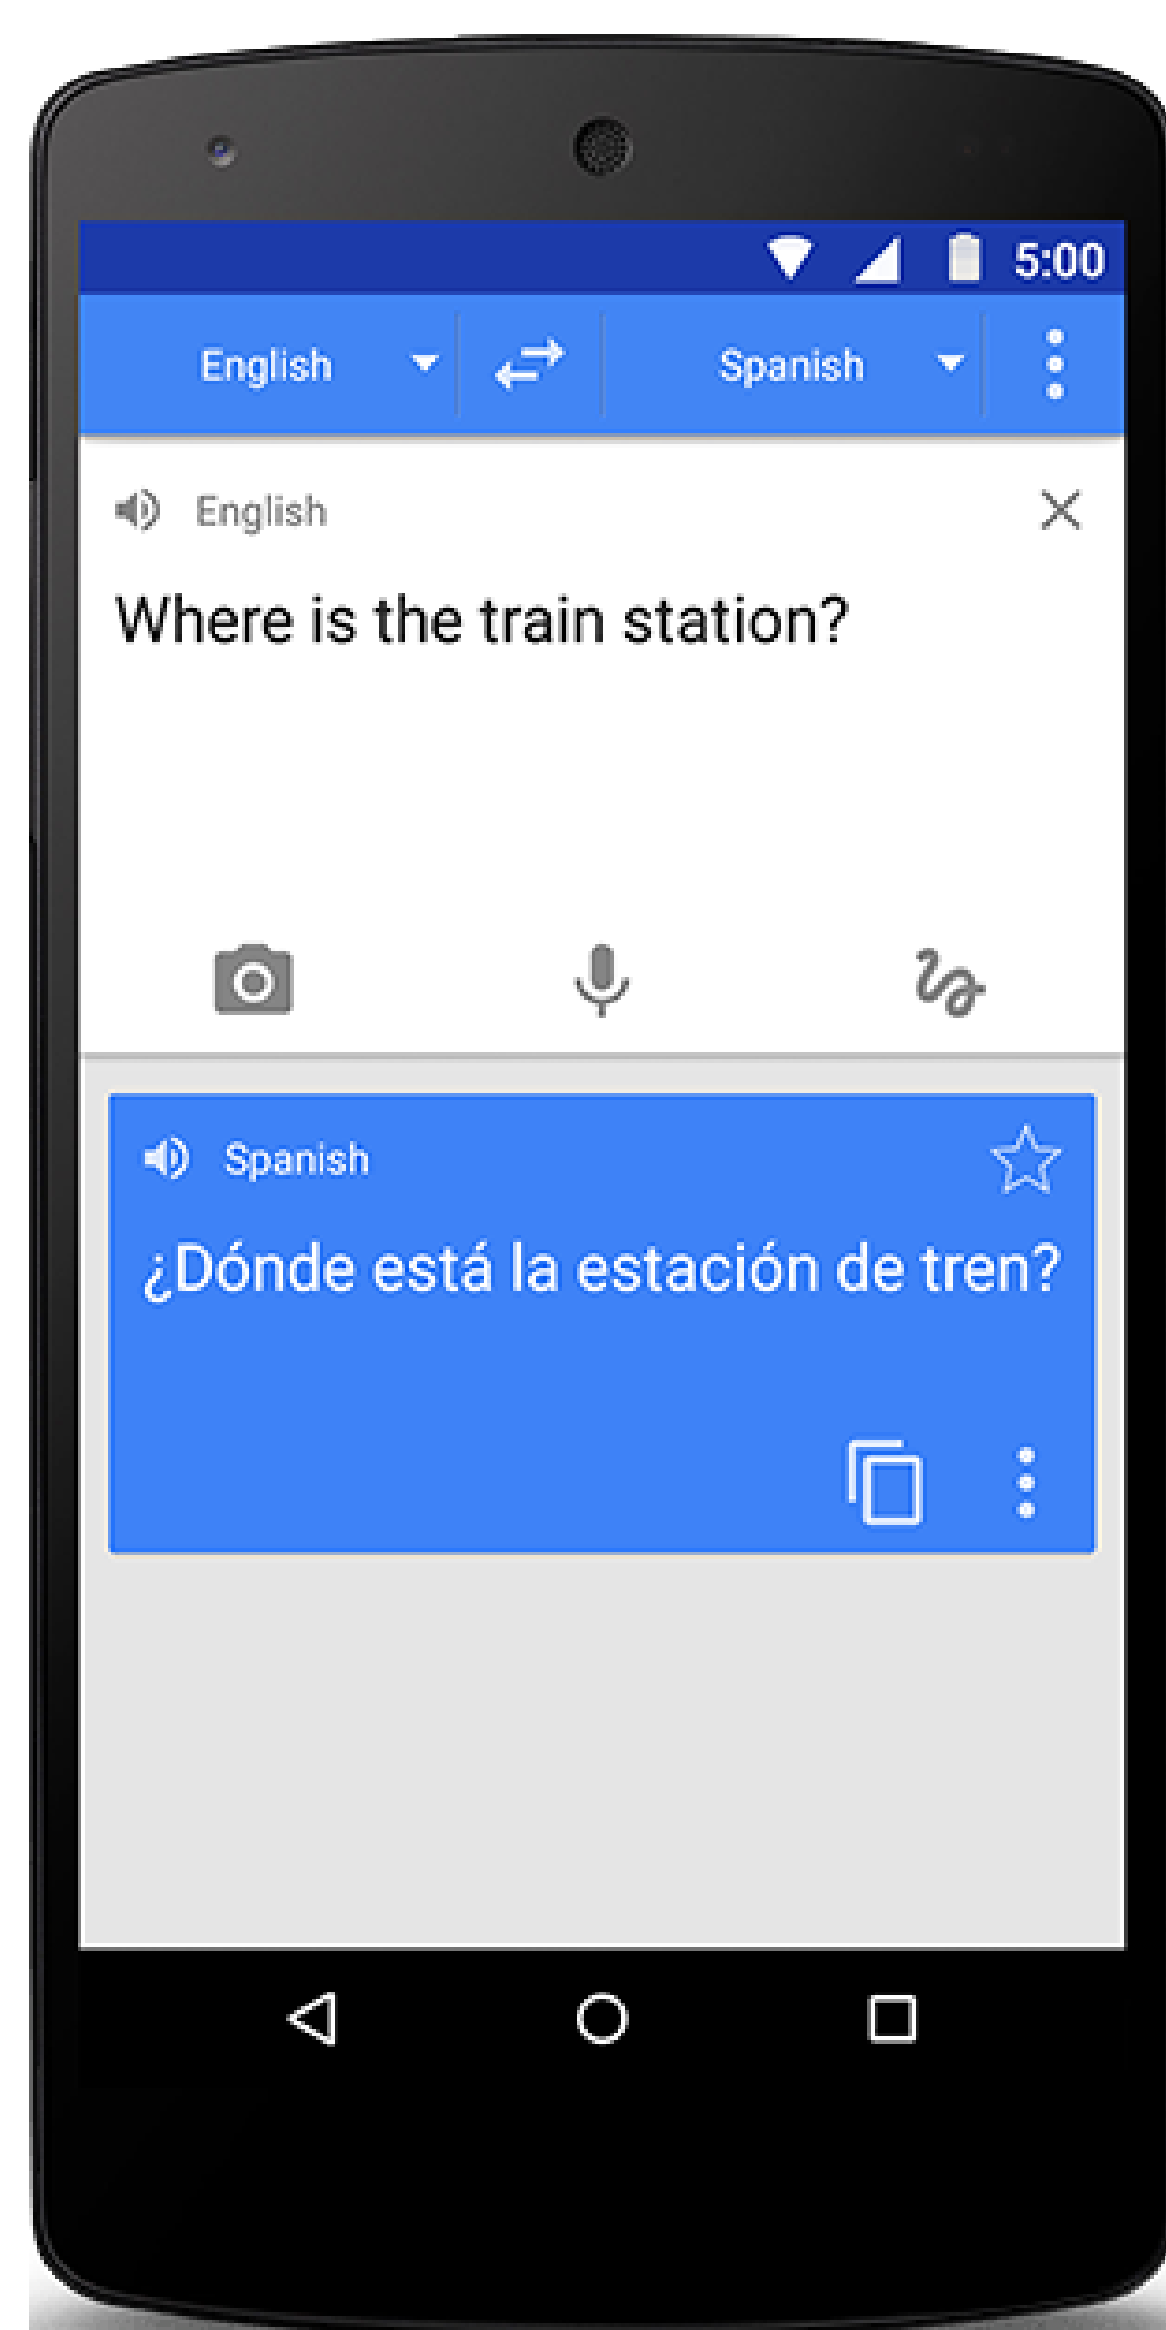 5:00
English
Spanish
English
Where is the train station?
Spanish
¿Dónde está la estación de tren?